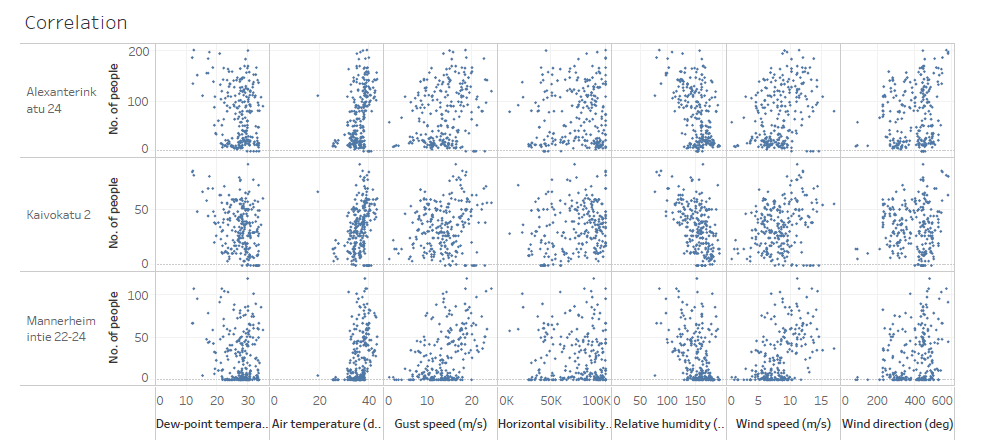 Correlation
Alexanterink
atu 24
No. of people
200
100
0
Kaivokatu 2
No. of people
50
0
Mannerheim
intie 22-24
No. of people
100
50
0
0 10 20 30 0 20 40 0 10 20 0K 50K 100K 0 50 100 150 0 5 10 15 0 200 400 600
Dew-point tempera.. Air temperature (d.. Gust speed (m/s) Horizontal visibility.. Relative humidity (.. Wind speed (m/s) Wind direction (deg)